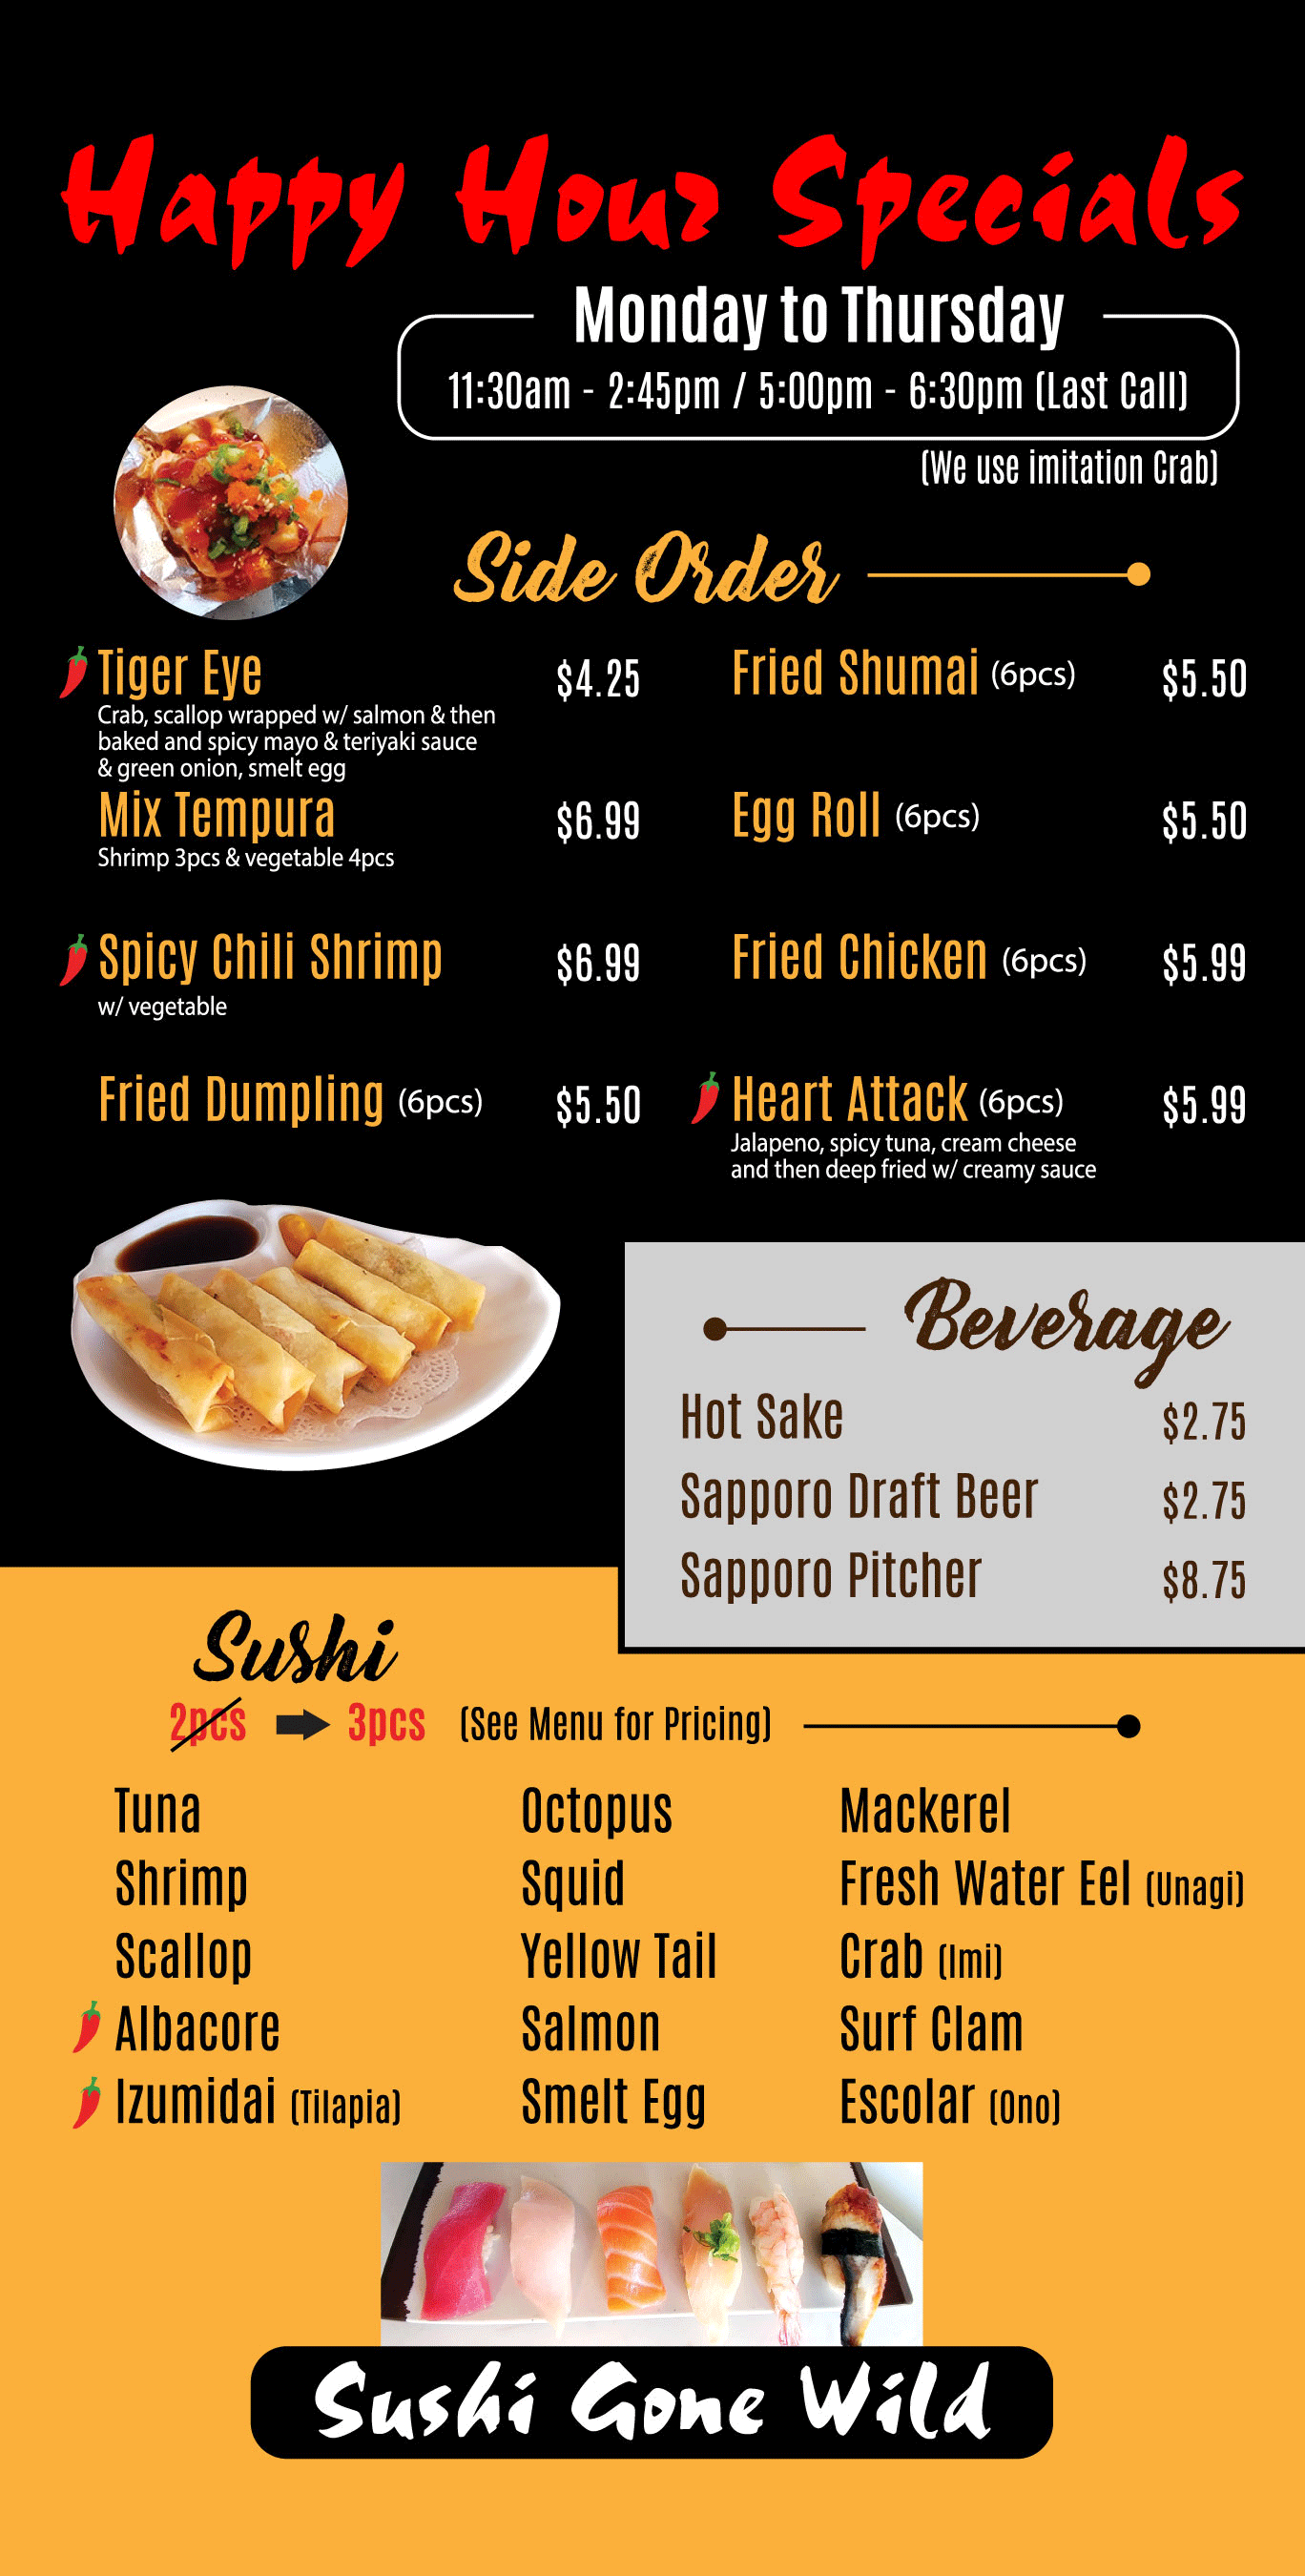 Happy Hour Specials
Monday to Thursday
11:30am - 2:45pm / 5:00pm - 6:30pm (Last Call)
(We use imitation Crab)
Side Order
Tiger Eye $4.25
Crab, scallop wrapped w/ salmon & then
baked and spicy mayo & teriyaki sauce
& green onion, smelt egg
Mix Tempura $6.99
Shrimp 3pcs & vegetable 4pcs
Spicy Chili Shrimp $6.99
w/ vegetable
Fried Dumpling (6pcs) $5.50
Fried Shumai (6pcs) $5.50
Egg Roll (6pcs) $5.50
Fried Chicken (6pcs) $5.99
Heart Attack (6pcs) $5.99
Jalapeno, spicy tuna, cream cheese
and then deep fried w/ creamy sauce
Beverage
Hot Sake $2.75
Sapporo Draft Beer $2.75
Sapporo Pitcher $8.75
Sushi
2pcs 3pcs (See Menu for Pricing)
Tuna
Shrimp
Scallop
Albacore
Izumidai (Tilapia)
Octopus
Squid
Yellow Tail
Salmon
Smelt Egg
Mackerel
Fresh Water Eel (Unagi)
Crab (Imi)
Surf Clam
Escolar (Ono)
Sushi Gone Wild